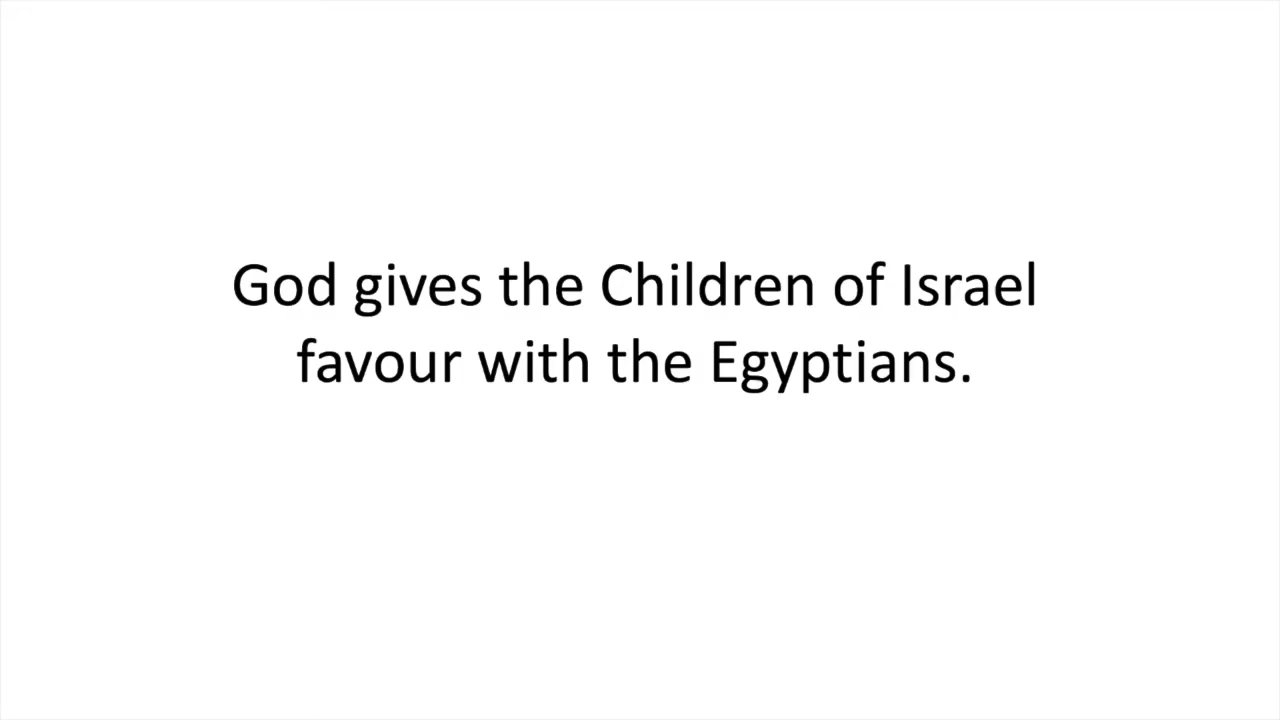 God gives the Children of Israel
favour with the Egyptians.